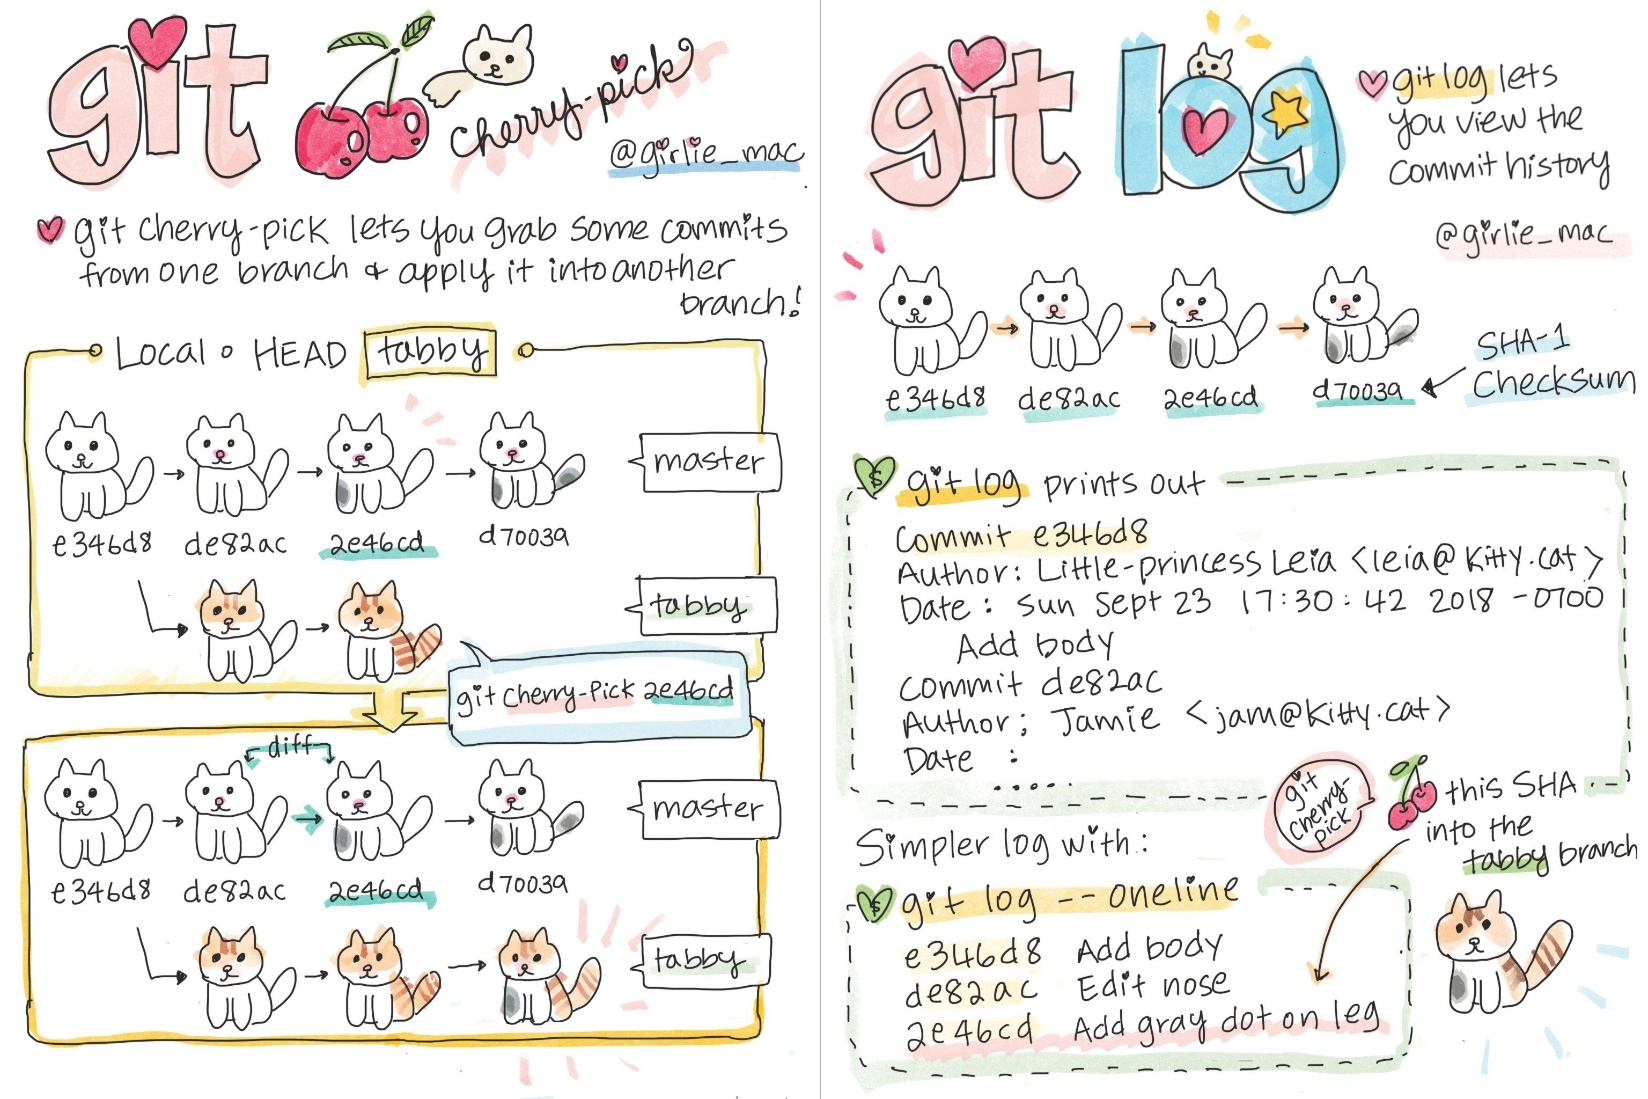 git cherry-pick
@girlie_mac
git cherry-pick lets you grab some commits
from one branch & apply it into another
branch!
Local ○ HEAD tabby
master
e346d8 de82ac 2e46cd d70039
tabby
git cherry-pick 2e46cd
diff
master
e346d8 de82ac 2e46cd d70039
tabby
git log
git log lets
you view the
commit history
@girlie_mac
e346d8 de82ac 2e46cd d70039
SHA-1
Checksum
$ git log prints out
Commit e346d8
Author: Little-princess Leia <leia@kitty.cat>
Date : Sun Sept 23 17:30:42 2018 -0700
Add body
Commit de82ac
Author; Jamie <jam@kitty.cat>
Date :
.....
git
cherry-
pick
this SHA
into the
tabby branch
Simpler log with:
$ git log --oneline
e346d8 Add body
de82ac Edit nose
2e46cd Add gray dot on leg